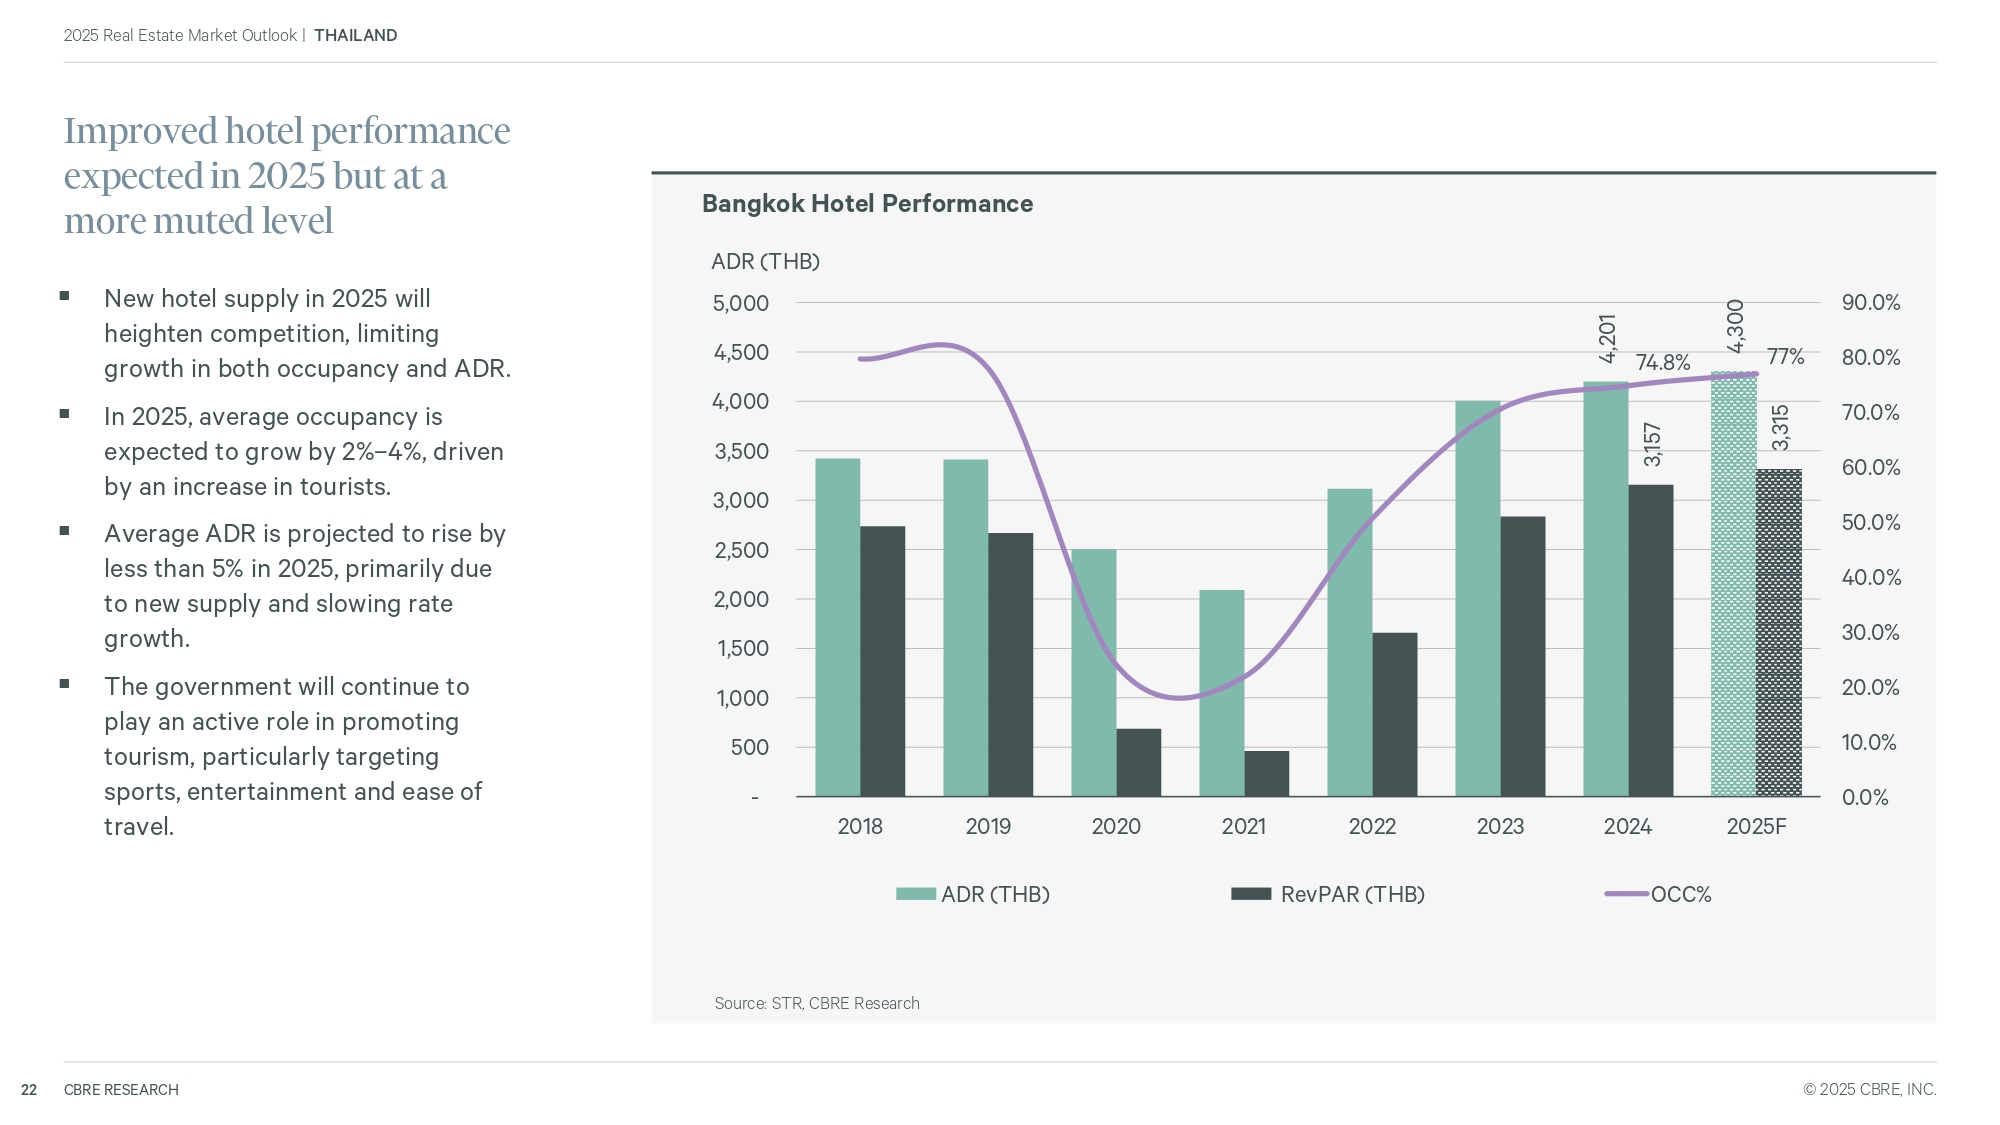 2025 Real Estate Market Outlook | THAILAND
Improved hotel performance
expected in 2025 but at a
more muted level
▪ New hotel supply in 2025 will
heighten competition, limiting
growth in both occupancy and ADR.
▪ In 2025, average occupancy is
expected to grow by 2%–4%, driven
by an increase in tourists.
▪ Average ADR is projected to rise by
less than 5% in 2025, primarily due
to new supply and slowing rate
growth.
▪ The government will continue to
play an active role in promoting
tourism, particularly targeting
sports, entertainment and ease of
travel.
Bangkok Hotel Performance
ADR (THB)
5,000
4,500
4,000
3,500
3,000
2,500
2,000
1,500
1,000
500
-
4,201
74.8%
3,157
4,300
77%
3,315
90.0%
80.0%
70.0%
60.0%
50.0%
40.0%
30.0%
20.0%
10.0%
0.0%
2018 2019 2020 2021 2022 2023 2024 2025F
ADR (THB) RevPAR (THB) OCC%
Source: STR, CBRE Research
22 CBRE RESEARCH © 2025 CBRE, INC.